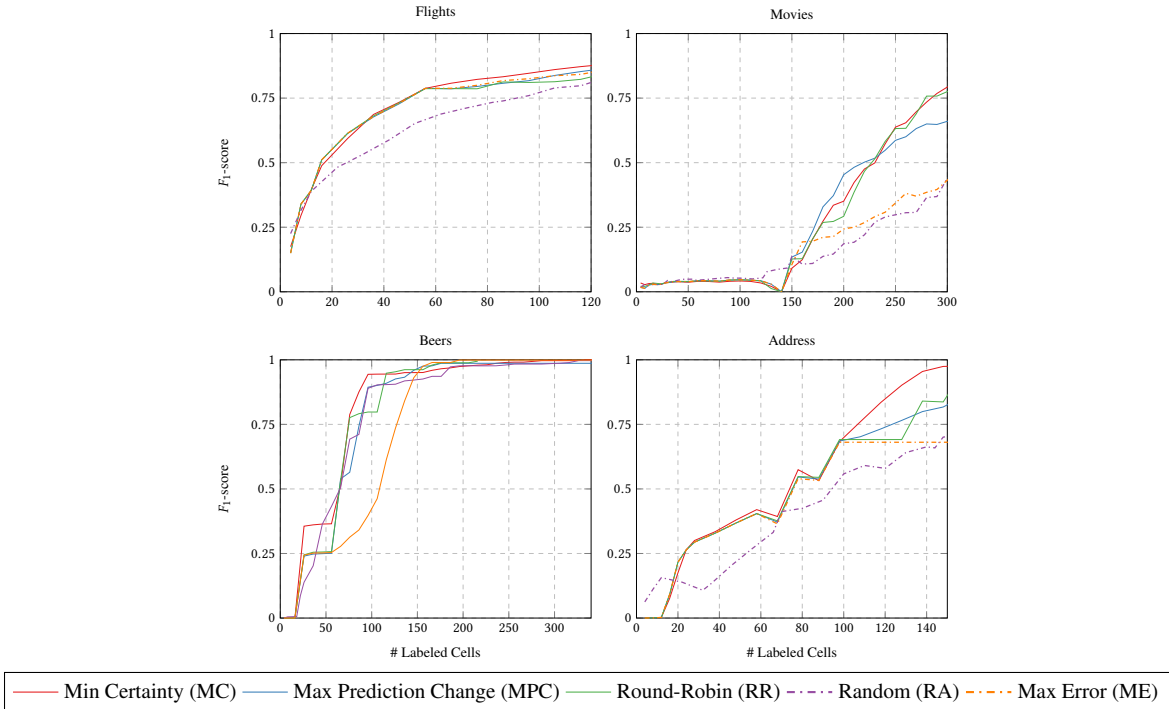 Flights
Movies
1
0.75
0.5
0.25
0
F1-score
0 20 40 60 80 100 120
1
0.75
0.5
0.25
0
0 50 100 150 200 250 300
Beers
Address
1
0.75
0.5
0.25
0
F1-score
0 50 100 150 200 250 300
# Labeled Cells
1
0.75
0.5
0.25
0
0 20 40 60 80 100 120 140
# Labeled Cells
Min Certainty (MC) Max Prediction Change (MPC) Round-Robin (RR) Random (RA) Max Error (ME)